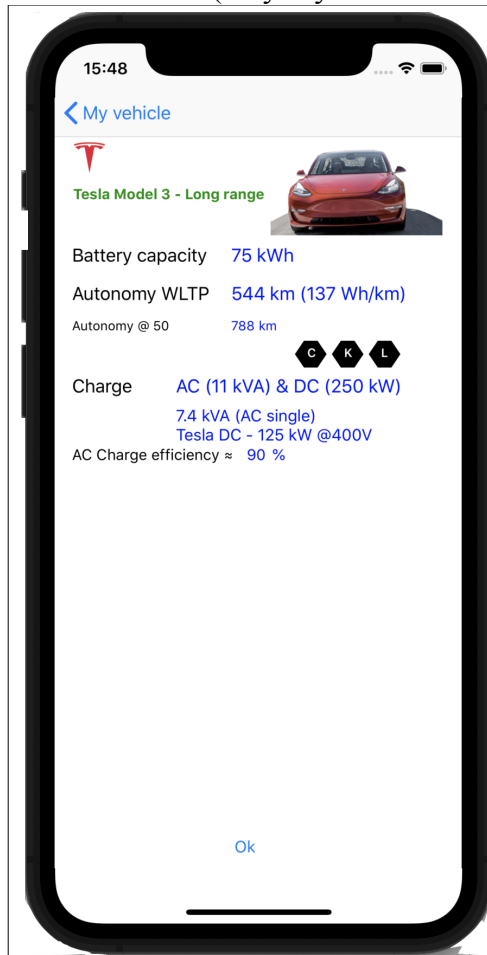 15:48
My vehicle
Tesla Model 3 - Long range
Battery capacity 75 kWh
Autonomy WLTP 544 km (137 Wh/km)
Autonomy @ 50 788 km
C K L
Charge AC (11 kVA) & DC (250 kW)
7.4 kVA (AC single)
Tesla DC - 125 kW @400V
AC Charge efficiency ≈ 90 %
Ok